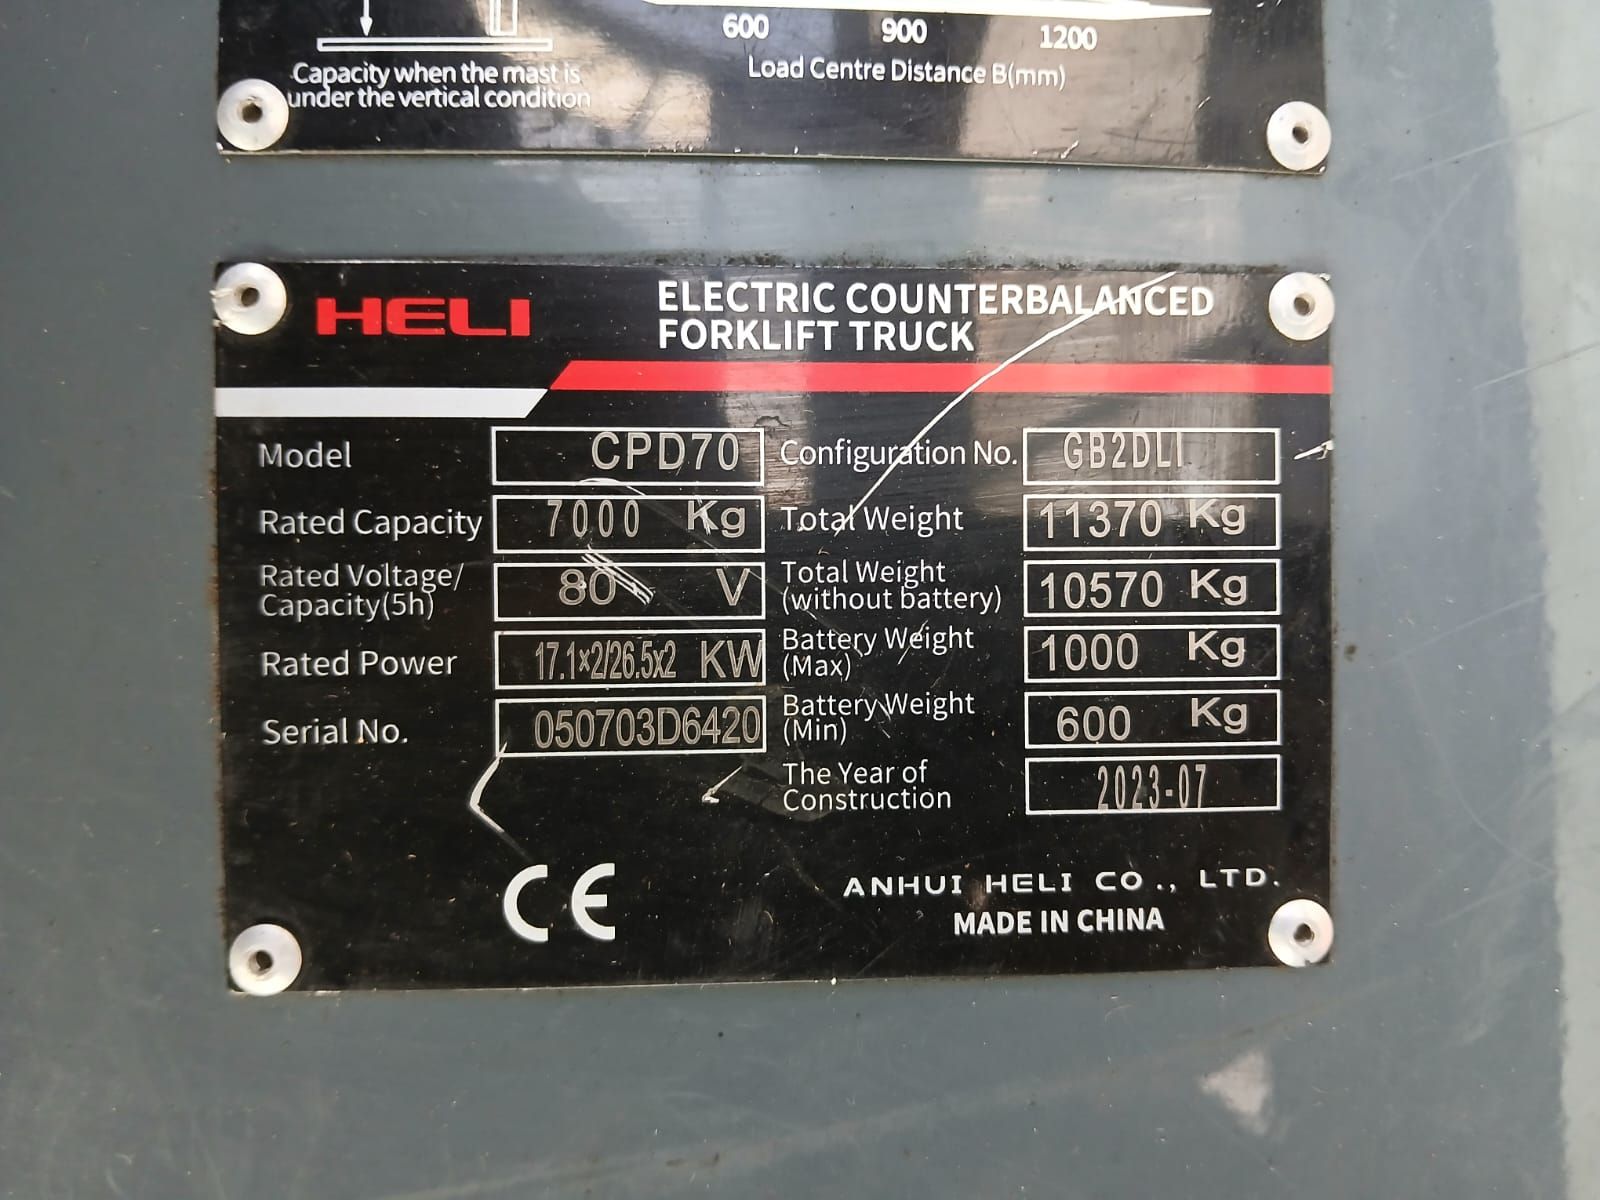 600 900 1200
Load Centre Distance B(mm)
Capacity when the mast is
under the vertical condition
HELI
ELECTRIC COUNTERBALANCED
FORKLIFT TRUCK
Model CPD70 Configuration No. GB2DLI
Rated Capacity 7000 Kg Total Weight 11370 Kg
Rated Voltage/
Capacity(5h) 80 V
Total Weight
(without battery) 10570 Kg
Rated Power 17.1×2/26.5x2 KW
Battery Weight
(Max) 1000 Kg
Serial No. 050703D6420
Battery Weight
(Min) 600 Kg
The Year of
Construction 2023-07
CE
ANHUI HELI CO., LTD.
MADE IN CHINA